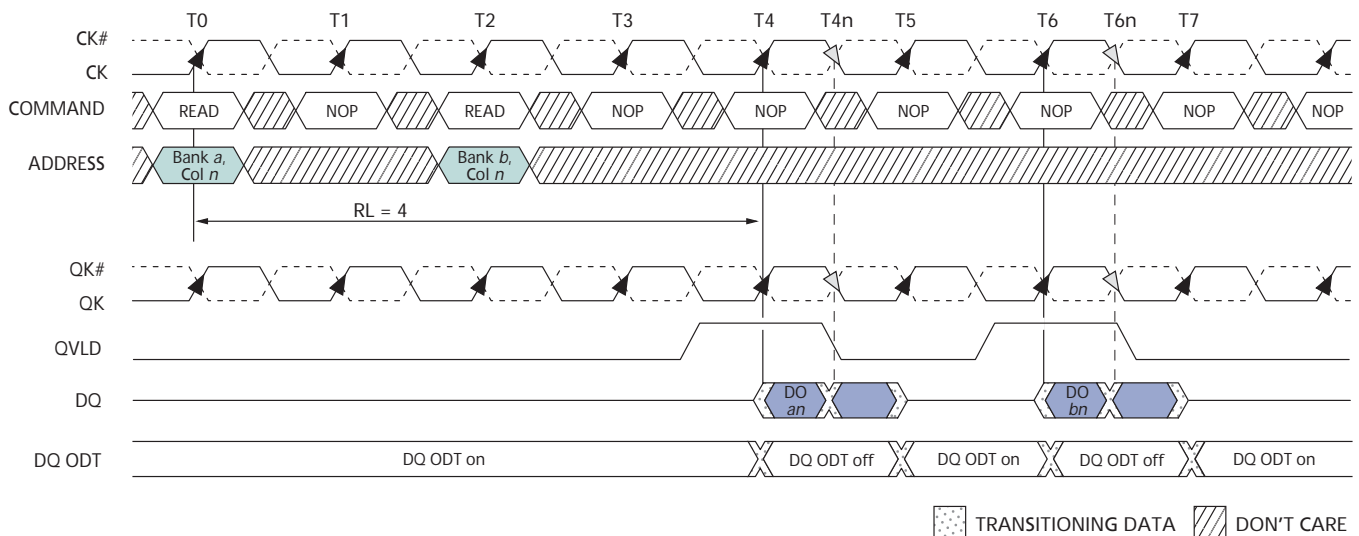 T0 T1 T2 T3 T4 T4n T5 T6 T6n T7
CK#
CK
COMMAND READ NOP READ NOP NOP NOP NOP NOP NOP
ADDRESS Bank a, Col n Bank b, Col n
RL = 4
QK#
QK
QVLD
DQ DO an DO bn
DQ ODT DQ ODT on DQ ODT off DQ ODT on DQ ODT off DQ ODT on
TRANSITIONING DATA DON'T CARE